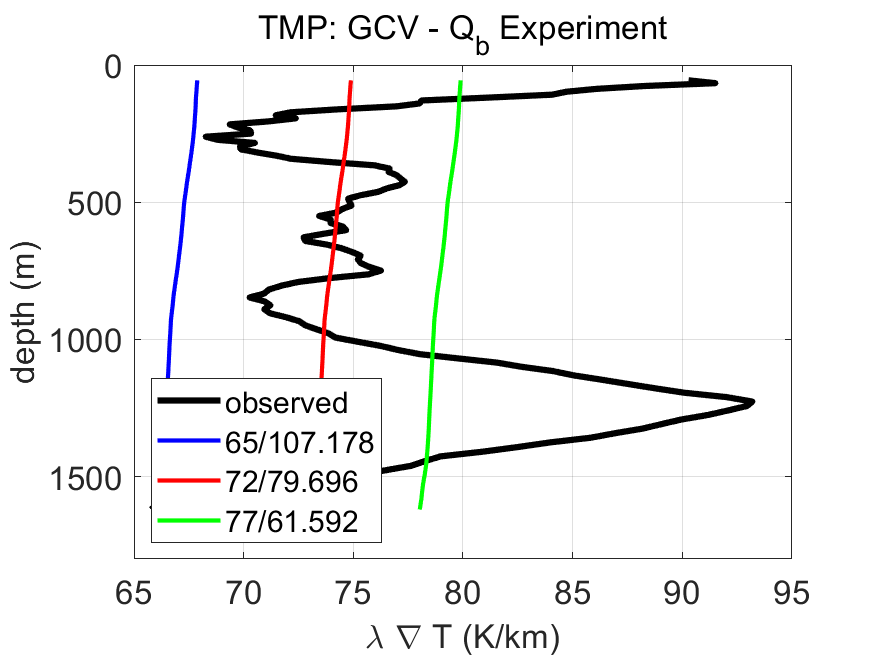 TMP: GCV - Q_b Experiment
0
500
1000
1500
depth (m)
observed
65/107.178
72/79.696
77/61.592
65 70 75 80 85 90 95
λ ∇ T (K/km)